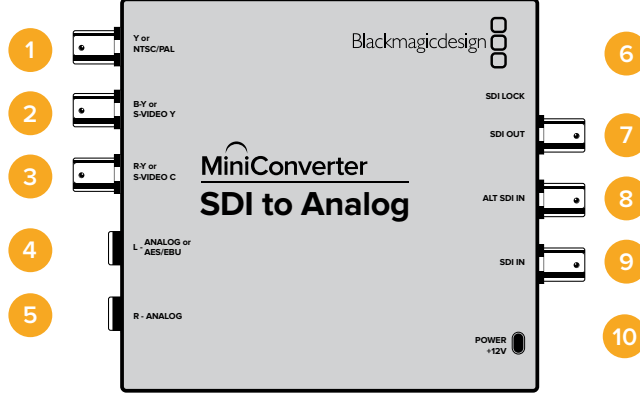 1
Y or
NTSC/PAL
2
B-Y or
S-VIDEO Y
3
R-Y or
S-VIDEO C
4
L - ANALOG or
AES/EBU
5
R - ANALOG
Blackmagicdesign
MiniConverter
SDI to Analog
6
SDI LOCK
7
SDI OUT
8
ALT SDI IN
9
SDI IN
10
POWER
+12V